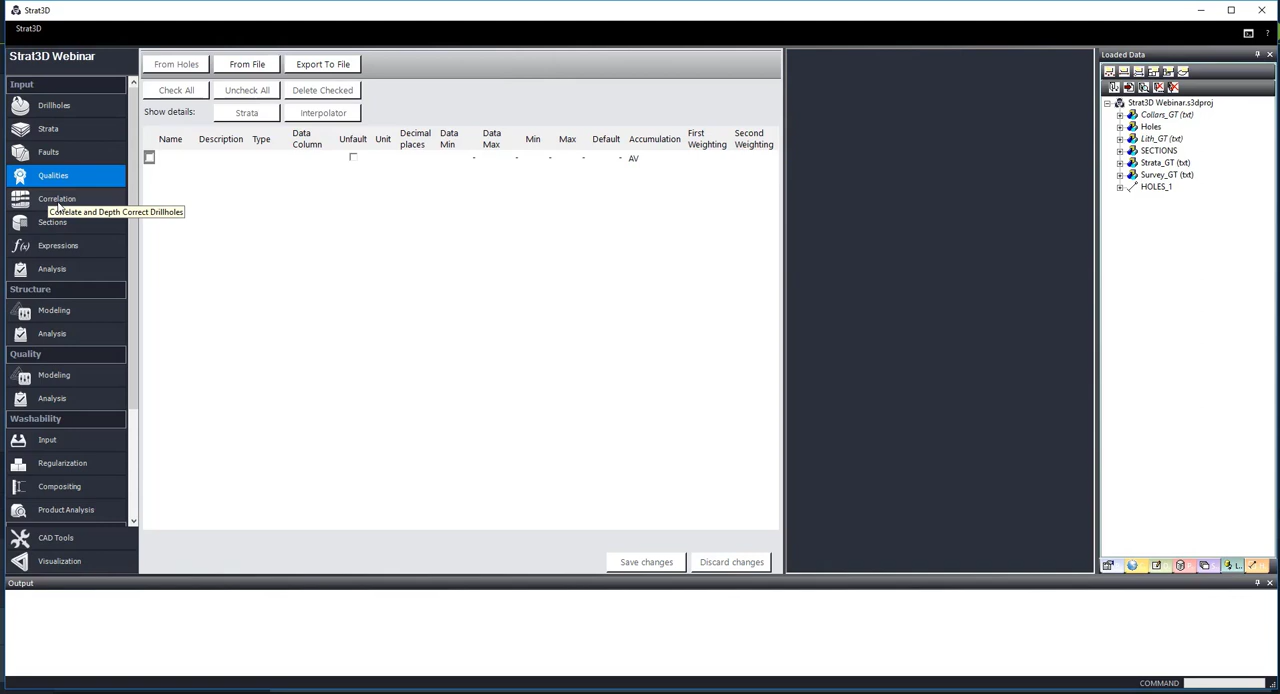 Strat3D
Strat3D
?
Strat3D Webinar
Input
Drillholes
Strata
Faults
Qualities
Correlation
Correlate and Depth Correct Drillholes
Sections
Expressions
Analysis
Structure
Modeling
Analysis
Quality
Modeling
Analysis
Washability
Input
Regularization
Compositing
Product Analysis
CAD Tools
Visualization
From Holes From File Export To File
Check All Uncheck All Delete Checked
Show details: Strata Interpolator
Name Description Type Data Column Unfault Unit Decimal places Data Min Data Max Min Max Default Accumulation First Weighting Second Weighting
- - - - - AV
Save changes Discard changes
Loaded Data
Strat3D Webinar.s3dproj
Collars_GT (txt)
Holes
Lith_GT (txt)
SECTIONS
Strata_GT (txt)
Survey_GT (txt)
HOLES_1
L..
Output
COMMAND